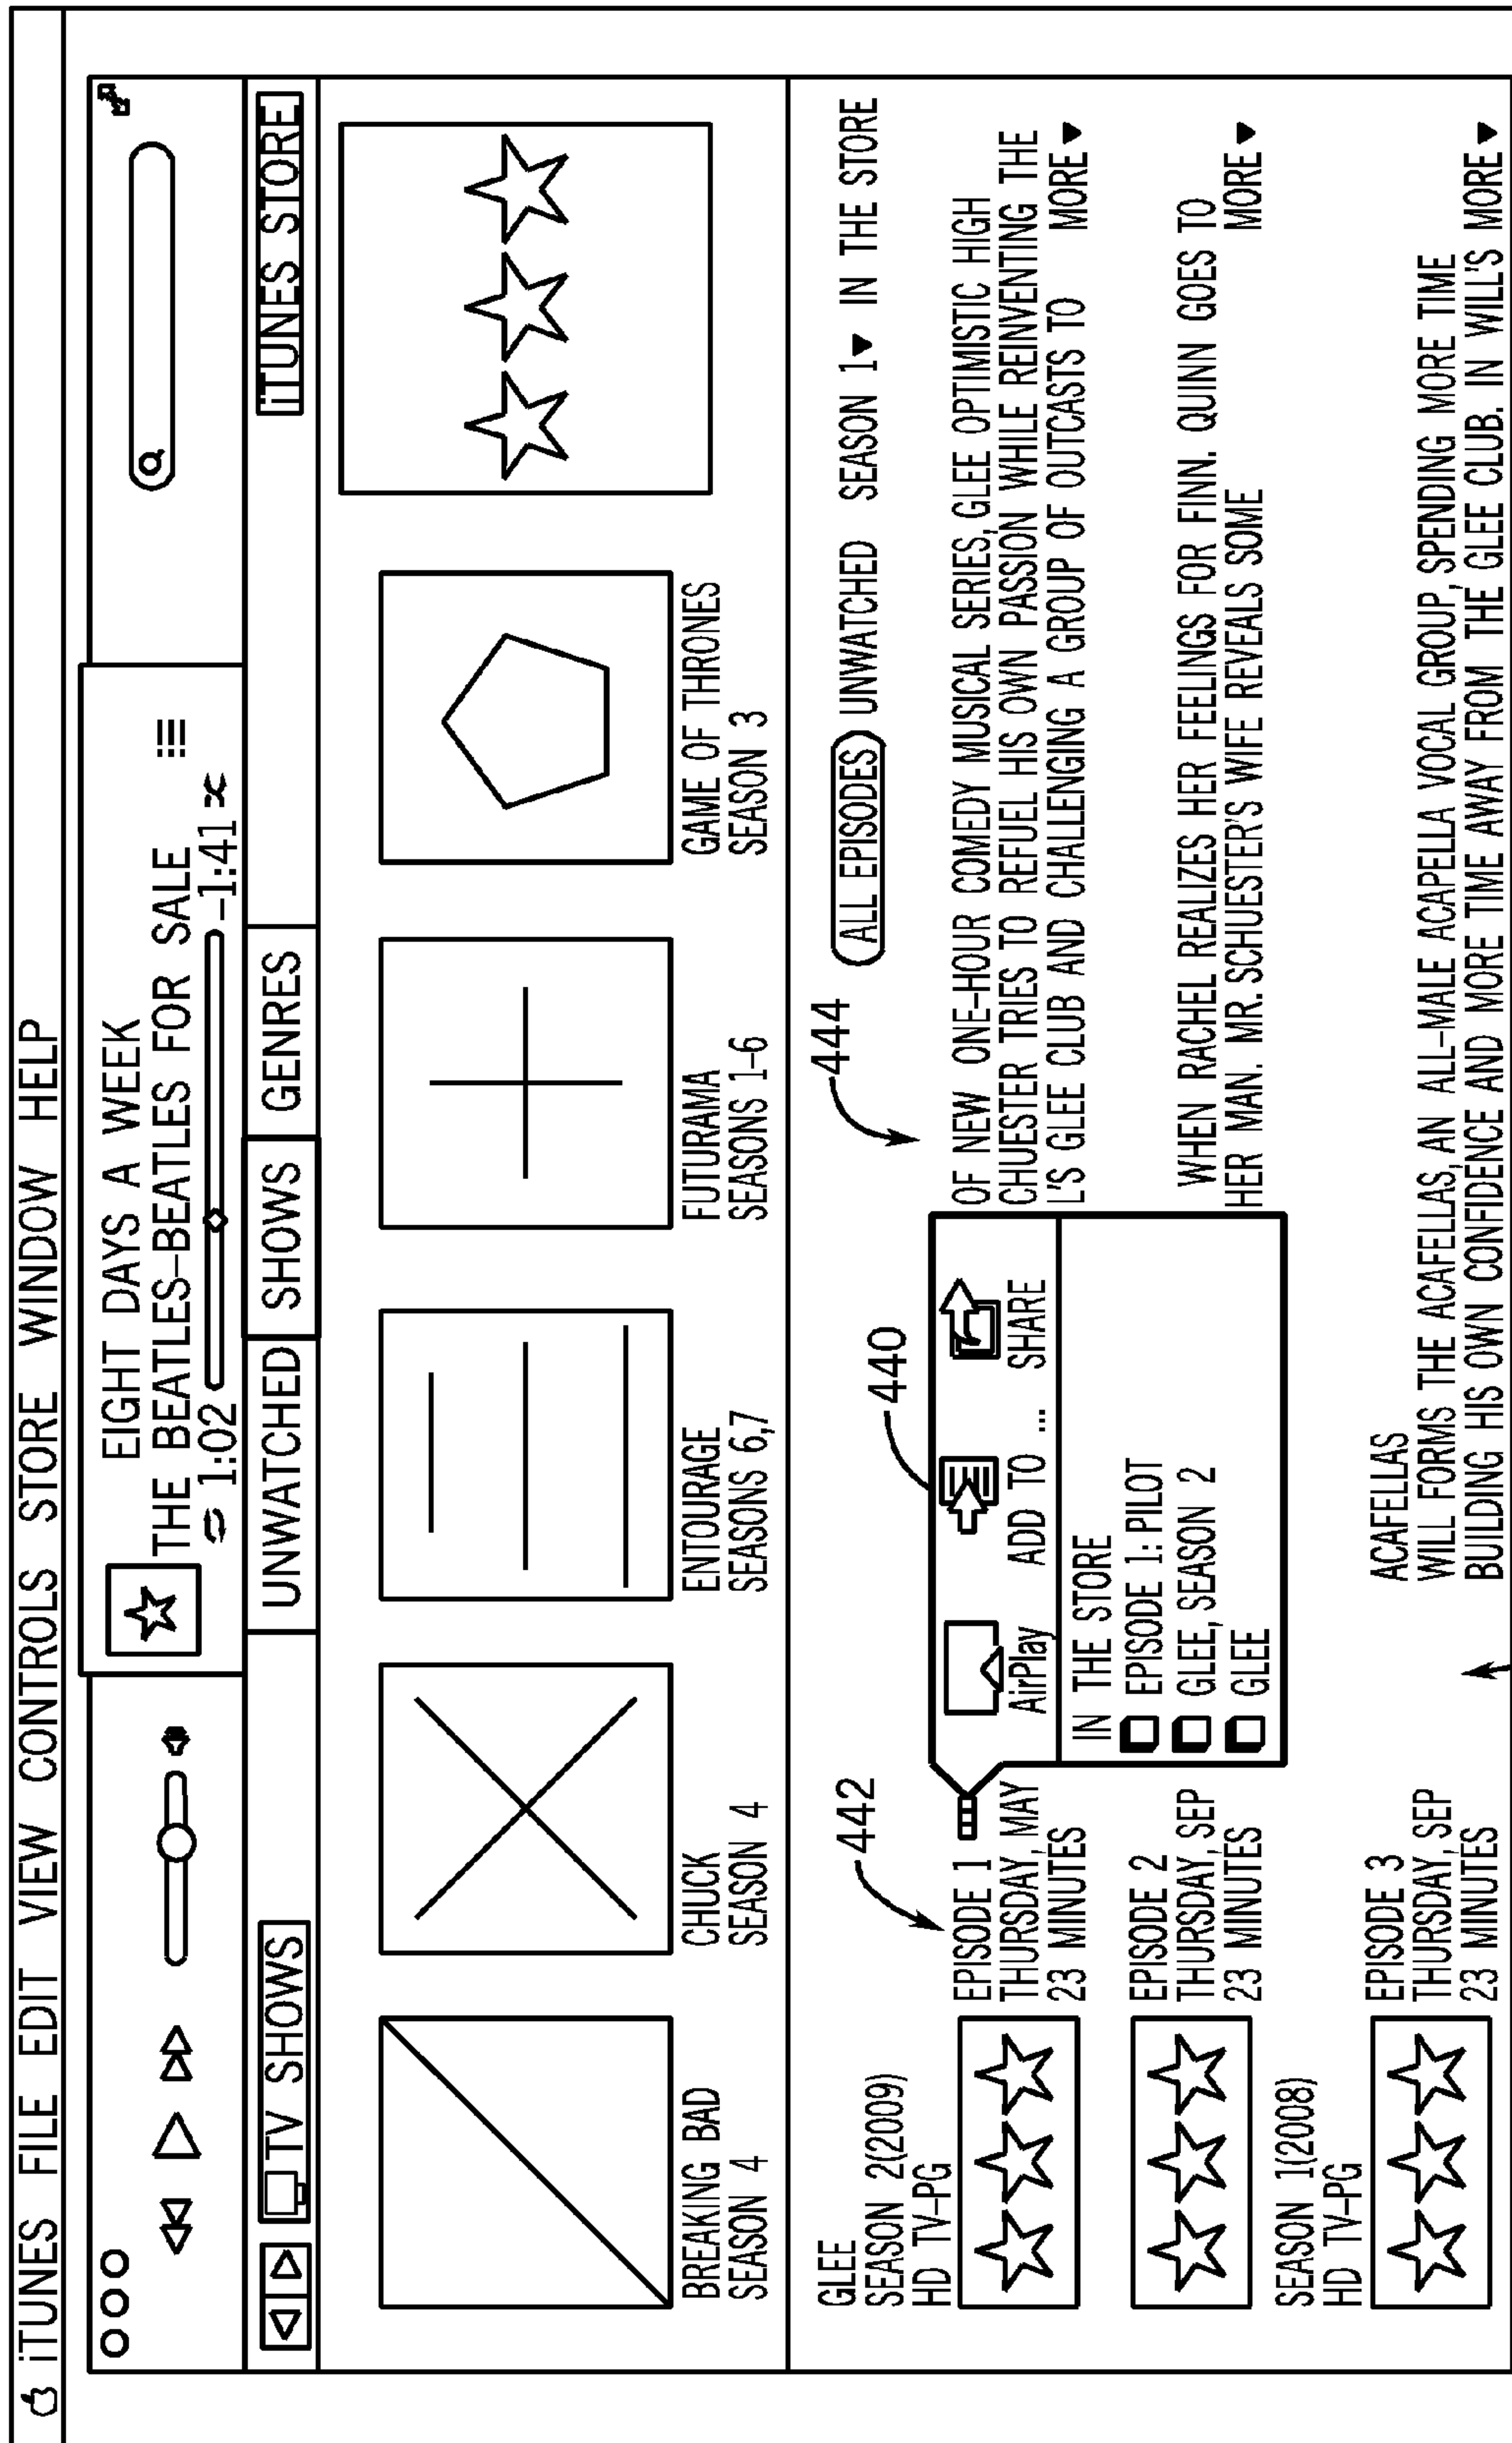 iTUNES FILE EDIT VIEW CONTROLS STORE WINDOW HELP
EIGHT DAYS A WEEK
THE BEATLES-BEATLES FOR SALE
1:02 -1:41
TV SHOWS UNWATCHED SHOWS GENRES iTUNES STORE
BREAKING BAD
SEASON 4
CHUCK
SEASON 4
ENTOURAGE
SEASONS 6,7
FUTURAMA
SEASONS 1-6
GAME OF THRONES
SEASON 3
GLEE
SEASON 2(2009)
HD TV-PG
ALL EPISODES UNWATCHED SEASON 1 IN THE STORE
442
440
444
EPISODE 1
THURSDAY, MAY
23 MINUTES
AirPlay ADD TO ... SHARE
IN THE STORE
EPISODE 1: PILOT
GLEE, SEASON 2
GLEE
OF NEW ONE-HOUR COMEDY MUSICAL SERIES, GLEE OPTIMISTIC HIGH
CHUESTER TRIES TO REFUEL HIS OWN PASSION WHILE REINVENTING THE
L'S GLEE CLUB AND CHALLENGING A GROUP OF OUTCASTS TO MORE
EPISODE 2
THURSDAY, SEP
23 MINUTES
WHEN RACHEL REALIZES HER FEELINGS FOR FINN. QUINN GOES TO
HER MAN. MR. SCHUESTER'S WIFE REVEALS SOME MORE
SEASON 1(2008)
HD TV-PG
EPISODE 3
THURSDAY, SEP
23 MINUTES
ACAFELLAS
WILL FORMS THE ACAFELLAS, AN ALL-MALE ACAPELLA VOCAL GROUP, SPENDING MORE TIME
BUILDING HIS OWN CONFIDENCE AND MORE TIME AWAY FROM THE GLEE CLUB. IN WILL'S MORE